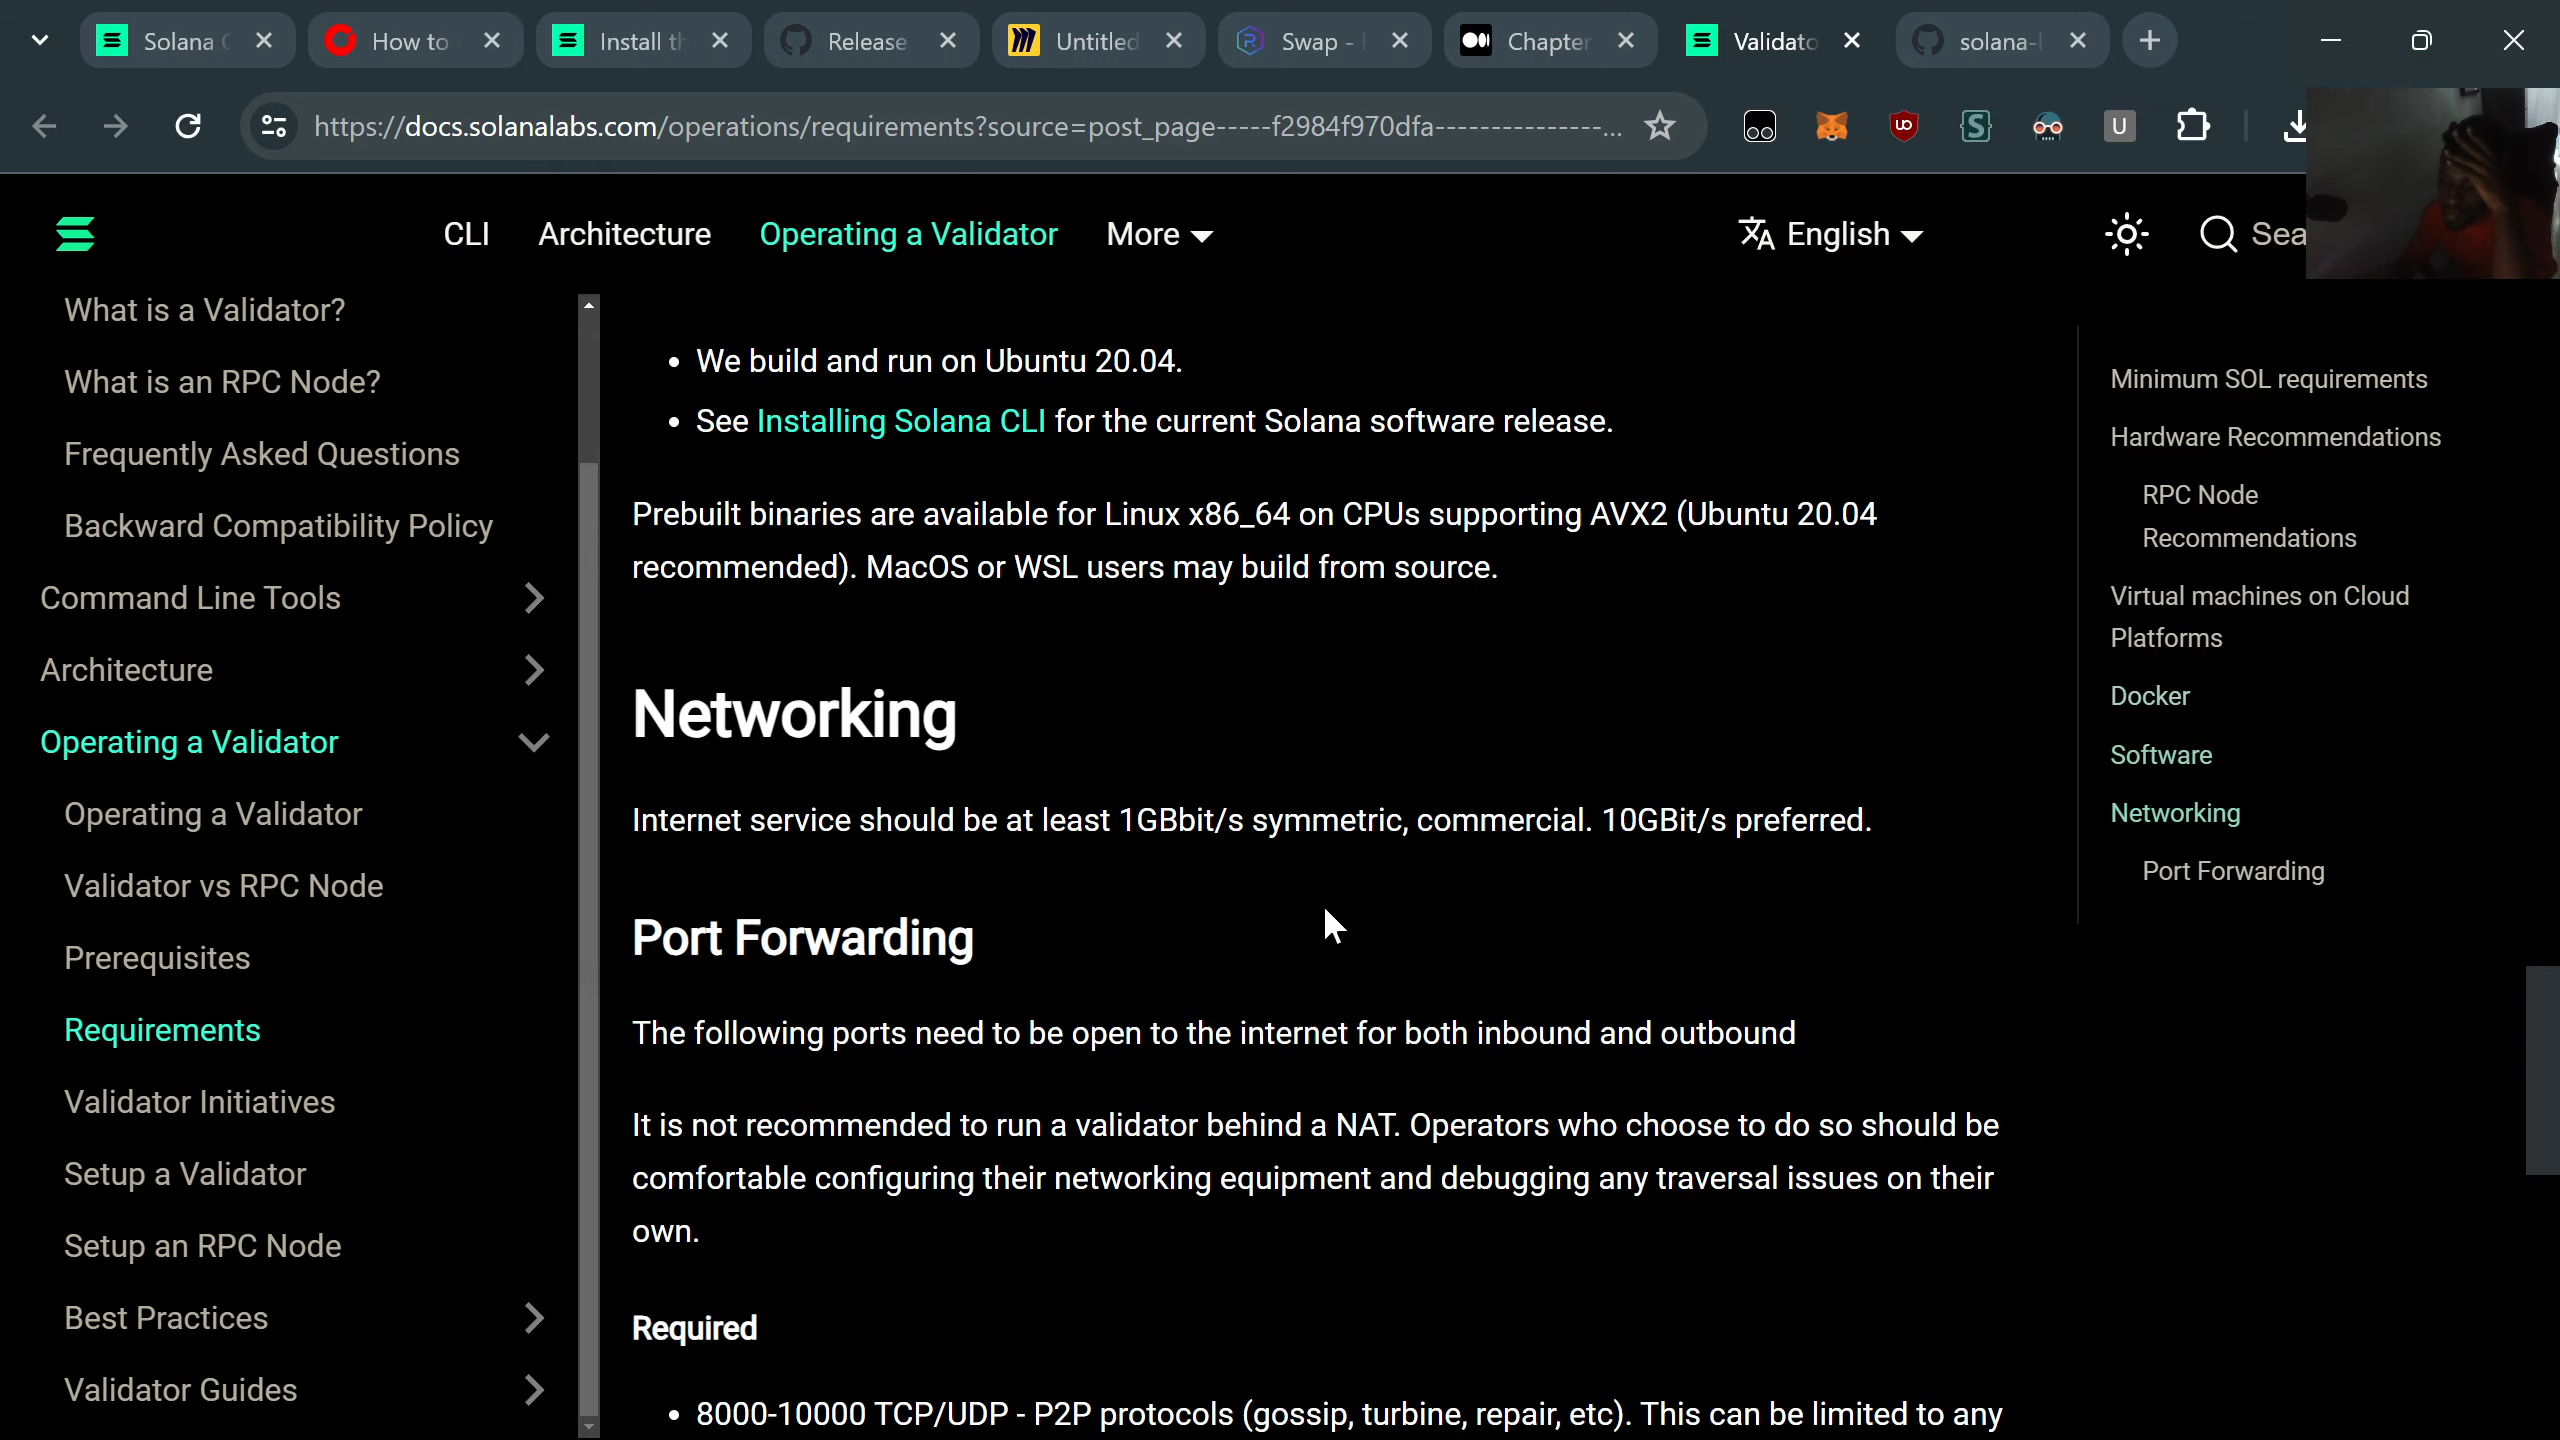 Solana
How to
Install th
Release
Untitled
Swap -
Chapter
Validato
solana-l
https://docs.solanalabs.com/operations/requirements?source=post_page-----f2984f970dfa---------------...
CLI
Architecture
Operating a Validator
More
English
Sea
What is a Validator?
What is an RPC Node?
Frequently Asked Questions
Backward Compatibility Policy
Command Line Tools
Architecture
Operating a Validator
Operating a Validator
Validator vs RPC Node
Prerequisites
Requirements
Validator Initiatives
Setup a Validator
Setup an RPC Node
Best Practices
Validator Guides
• We build and run on Ubuntu 20.04.
• See Installing Solana CLI for the current Solana software release.
Prebuilt binaries are available for Linux x86_64 on CPUs supporting AVX2 (Ubuntu 20.04
recommended). MacOS or WSL users may build from source.
Networking
Internet service should be at least 1GBbit/s symmetric, commercial. 10GBit/s preferred.
Port Forwarding
The following ports need to be open to the internet for both inbound and outbound
It is not recommended to run a validator behind a NAT. Operators who choose to do so should be
comfortable configuring their networking equipment and debugging any traversal issues on their
own.
Required
• 8000-10000 TCP/UDP - P2P protocols (gossip, turbine, repair, etc). This can be limited to any
Minimum SOL requirements
Hardware Recommendations
RPC Node
Recommendations
Virtual machines on Cloud
Platforms
Docker
Software
Networking
Port Forwarding